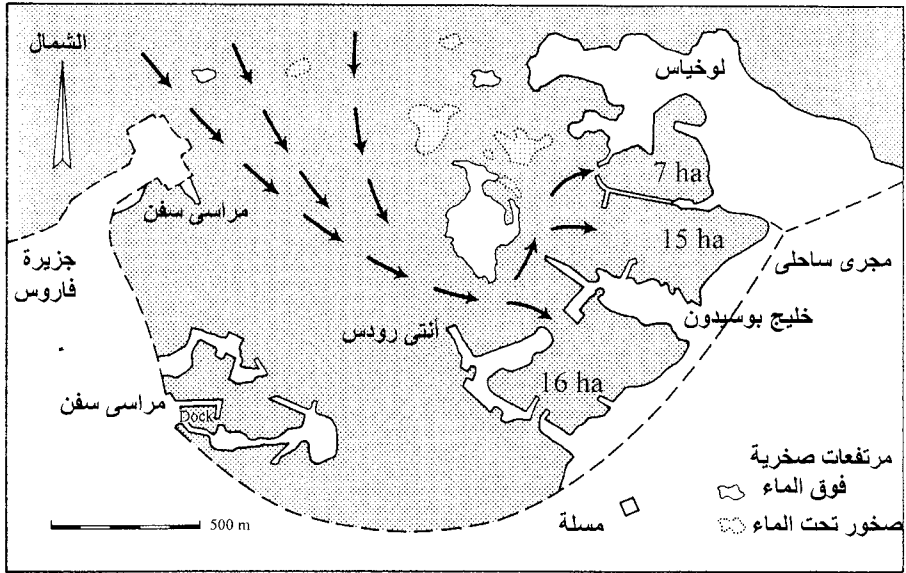 الشمال
لوخياس
7 ha
مراسى سفن
15 ha
مجرى ساحلى
جزيرة
فاروس
خليج بوسيدون
أنتى رودس
16 ha
مراسى سفن
Dock
مرتفعات صخرية
فوق الماء
صخور تحت الماء
مسلة
500 m